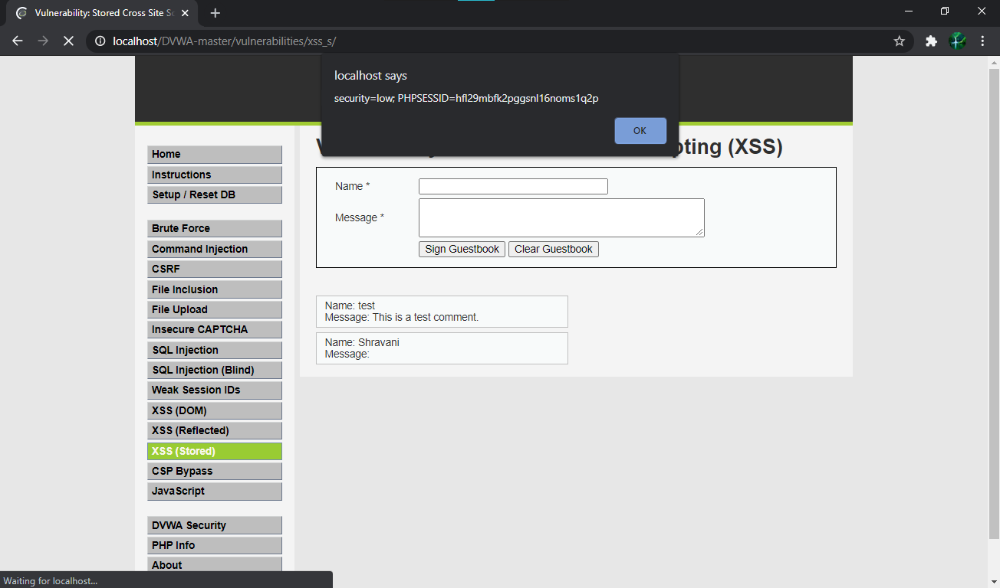 Vulnerability: Stored Cross Site Sc
localhost/DVWA-master/vulnerabilities/xss_s/
localhost says
security=low; PHPSESSID=hfl29mbfk2pggsnl16noms1q2p
OK
pting (XSS)
Home
Instructions
Setup / Reset DB
Brute Force
Command Injection
CSRF
File Inclusion
File Upload
Insecure CAPTCHA
SQL Injection
SQL Injection (Blind)
Weak Session IDs
XSS (DOM)
XSS (Reflected)
XSS (Stored)
CSP Bypass
JavaScript
DVWA Security
PHP Info
About
Name *
Message *
Sign Guestbook Clear Guestbook
Name: test
Message: This is a test comment.
Name: Shravani
Message:
Waiting for localhost...